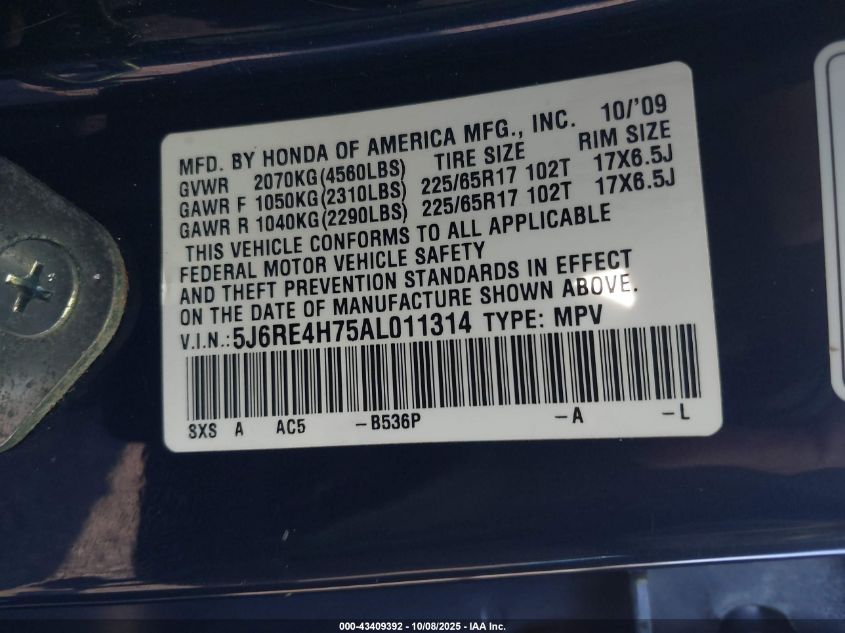 MFD. BY HONDA OF AMERICA MFG., INC. 10/'09
GVWR 2070KG(4560LBS) TIRE SIZE RIM SIZE
GAWR F 1050KG(2310LBS) 225/65R17 102T 17X6.5J
GAWR R 1040KG(2290LBS) 225/65R17 102T 17X6.5J
THIS VEHICLE CONFORMS TO ALL APPLICABLE
FEDERAL MOTOR VEHICLE SAFETY
AND THEFT PREVENTION STANDARDS IN EFFECT
ON THE DATE OF MANUFACTURE SHOWN ABOVE.
V.I.N.:5J6RE4H75AL011314 TYPE: MPV
SXS A AC5 -B536P -A -L
000-43409392 - 10/08/2025 - IAA Inc.